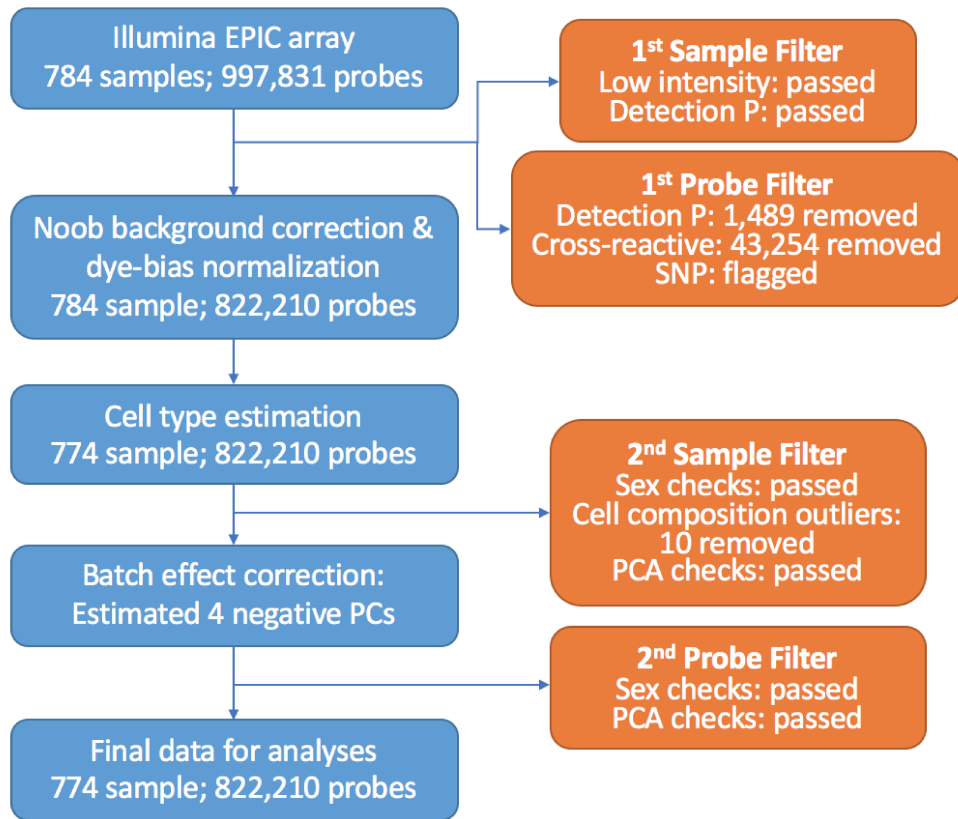 Illumina EPIC array
784 samples; 997,831 probes
1st Sample Filter
Low intensity: passed
Detection P: passed
1st Probe Filter
Detection P: 1,489 removed
Cross-reactive: 43,254 removed
SNP: flagged
Noob background correction &
dye-bias normalization
784 sample; 822,210 probes
Cell type estimation
774 sample; 822,210 probes
2nd Sample Filter
Sex checks: passed
Cell composition outliers:
10 removed
PCA checks: passed
Batch effect correction:
Estimated 4 negative PCs
2nd Probe Filter
Sex checks: passed
PCA checks: passed
Final data for analyses
774 sample; 822,210 probes